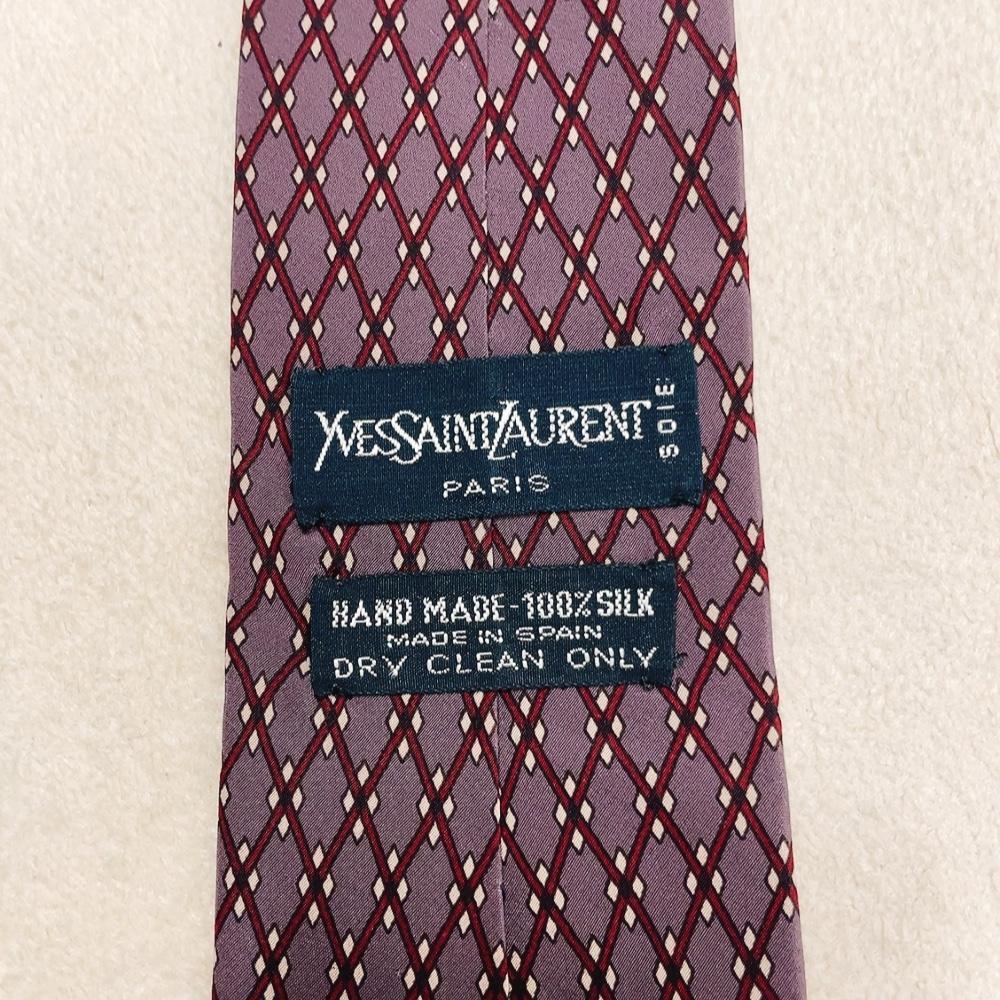 YVESSAINTLAURENT
PARIS
SOIE
HAND MADE-100% SILK
MADE IN SPAIN
DRY CLEAN ONLY